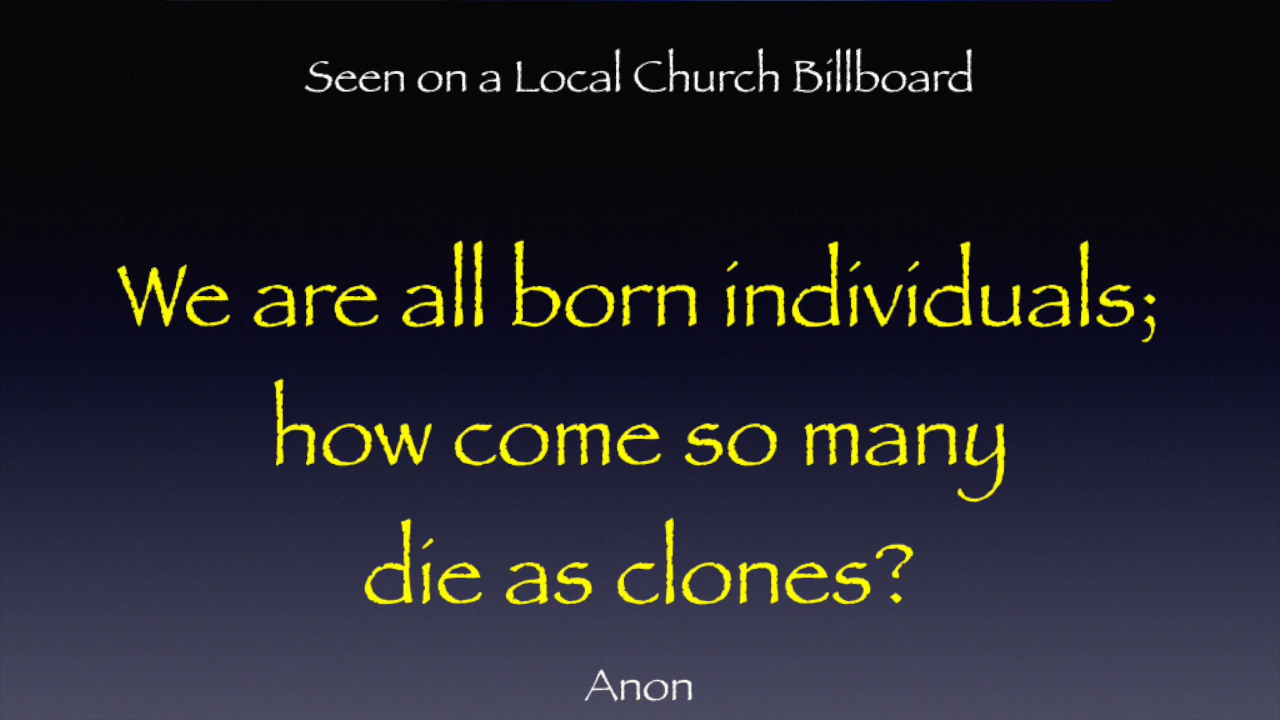 Seen on a Local Church Billboard
We are all born individuals;
how come so many
die as clones?
Anon